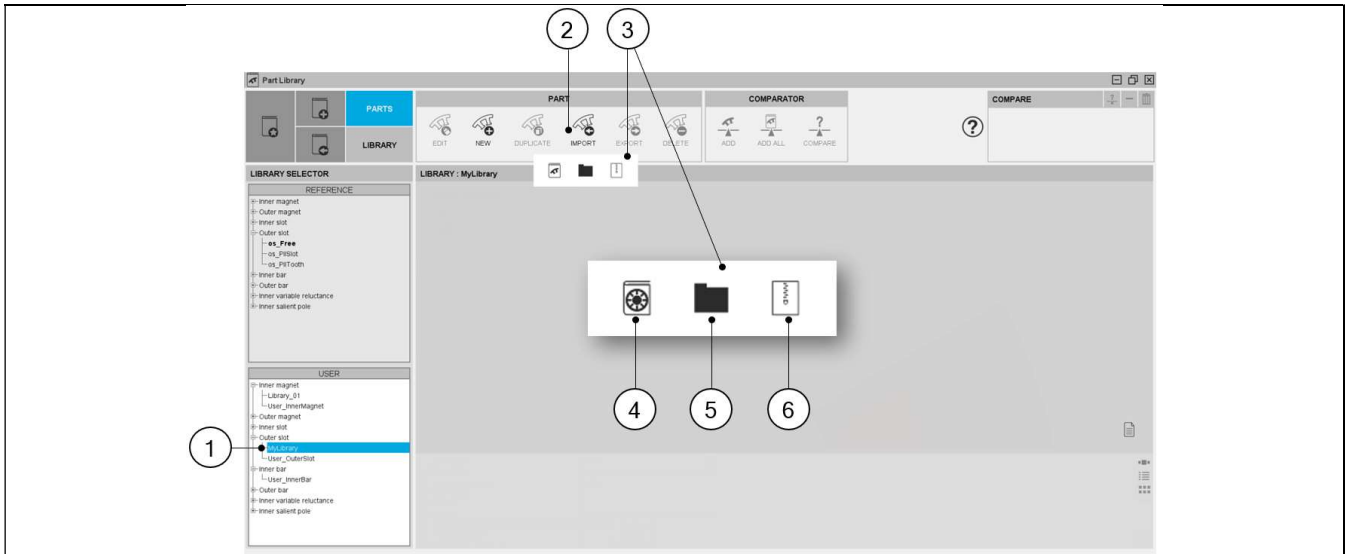 2
3
Part Library
PARTS
LIBRARY
PART
EDIT
NEW
DUPLICATE
IMPORT
EXPORT
DELETE
COMPARATOR
ADD
ADD ALL
?
COMPARE
?
COMPARE
LIBRARY SELECTOR
LIBRARY : MyLibrary
REFERENCE
Inner magnet
Outer magnet
Inner slot
Outer slot
os_Free
os_PllSlot
os_PllTooth
Inner bar
Outer bar
Inner variable reluctance
Inner salient pole
4
5
6
USER
Inner magnet
Library_01
User_InnerMagnet
Outer magnet
Inner slot
Outer slot
1
MyLibrary
User_OuterSlot
Inner bar
User_InnerBar
Outer bar
Inner variable reluctance
Inner salient pole